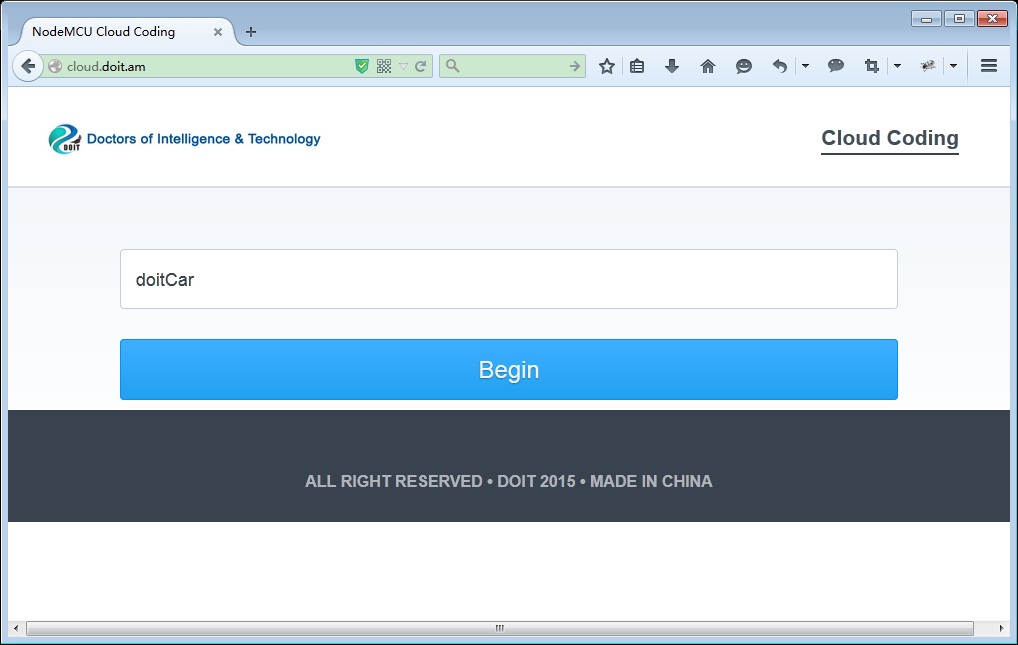 NodeMCU Cloud Coding
cloud.doit.am
DOIT
Doctors of Intelligence & Technology
Cloud Coding
doitCar
Begin
ALL RIGHT RESERVED • DOIT 2015 • MADE IN CHINA